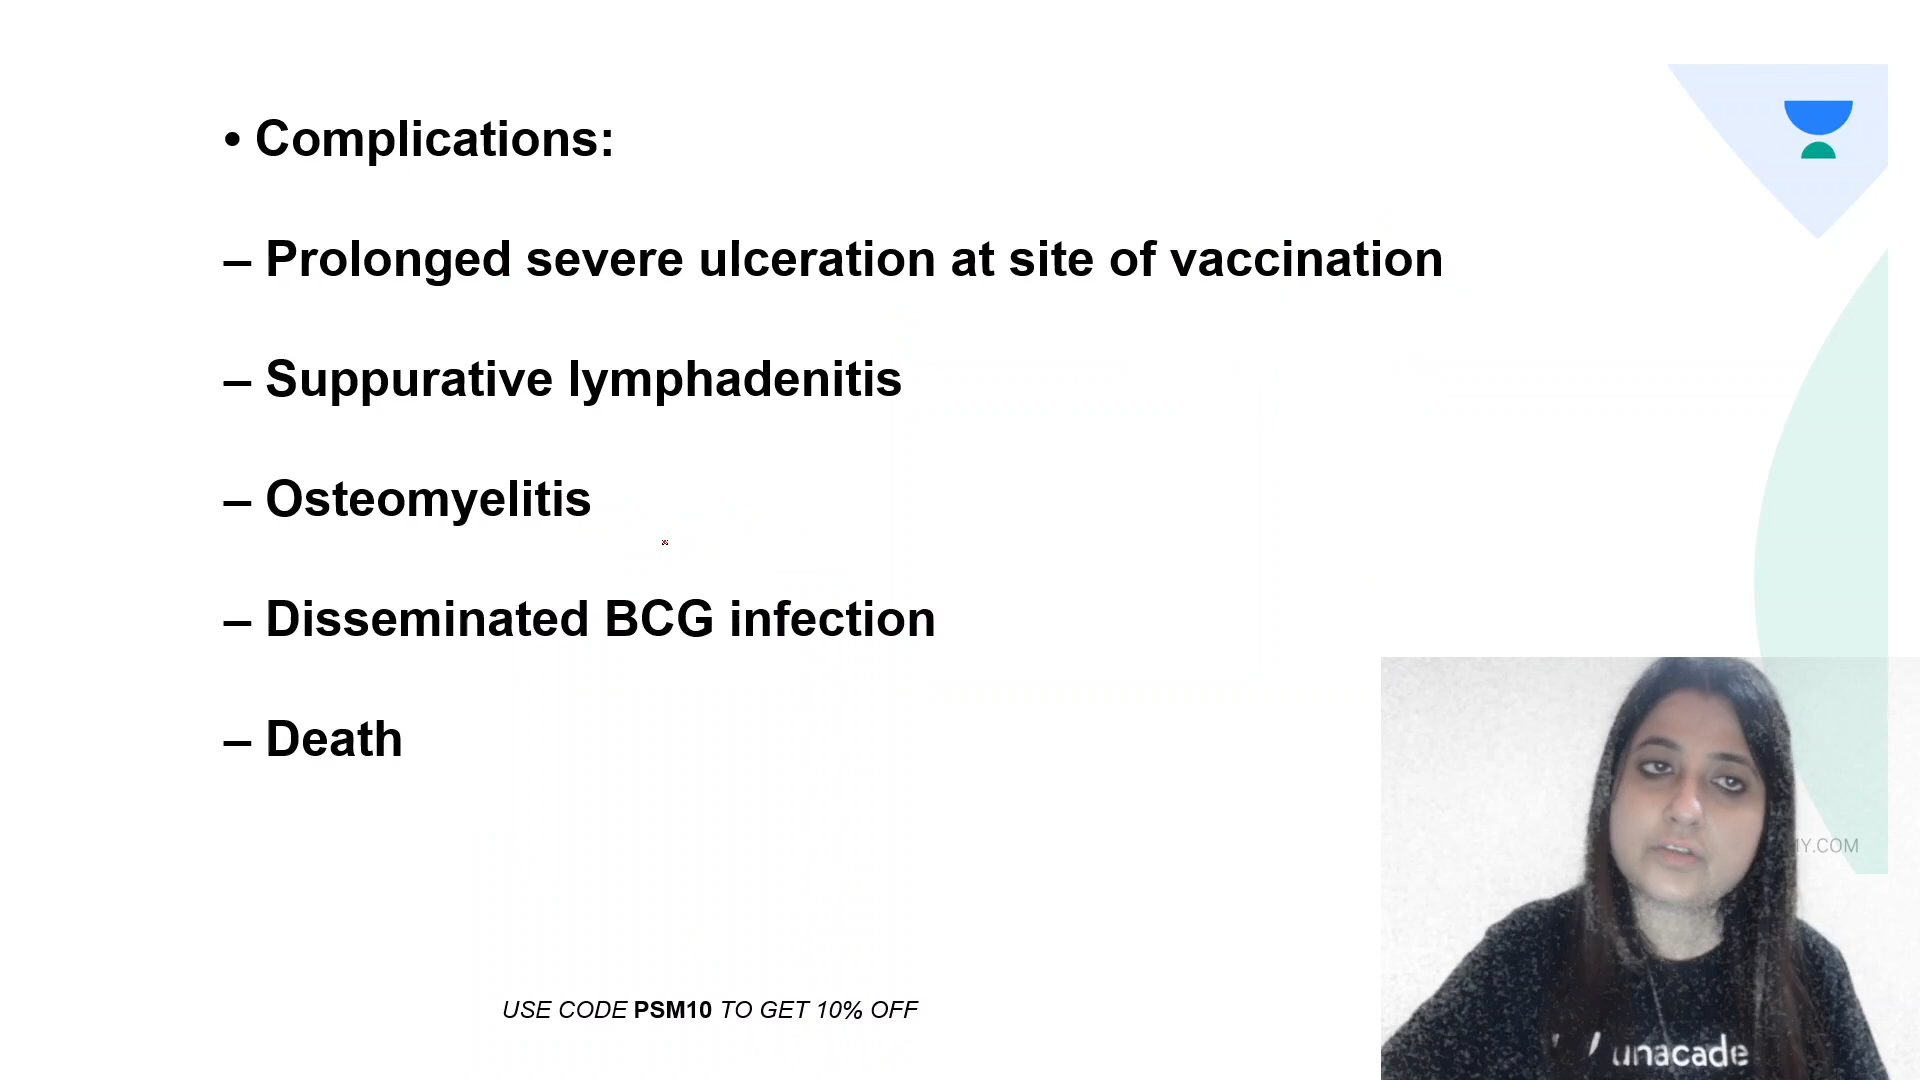 • Complications:
– Prolonged severe ulceration at site of vaccination
– Suppurative lymphadenitis
– Osteomyelitis
– Disseminated BCG infection
– Death
MY.COM
unacade
USE CODE PSM10 TO GET 10% OFF